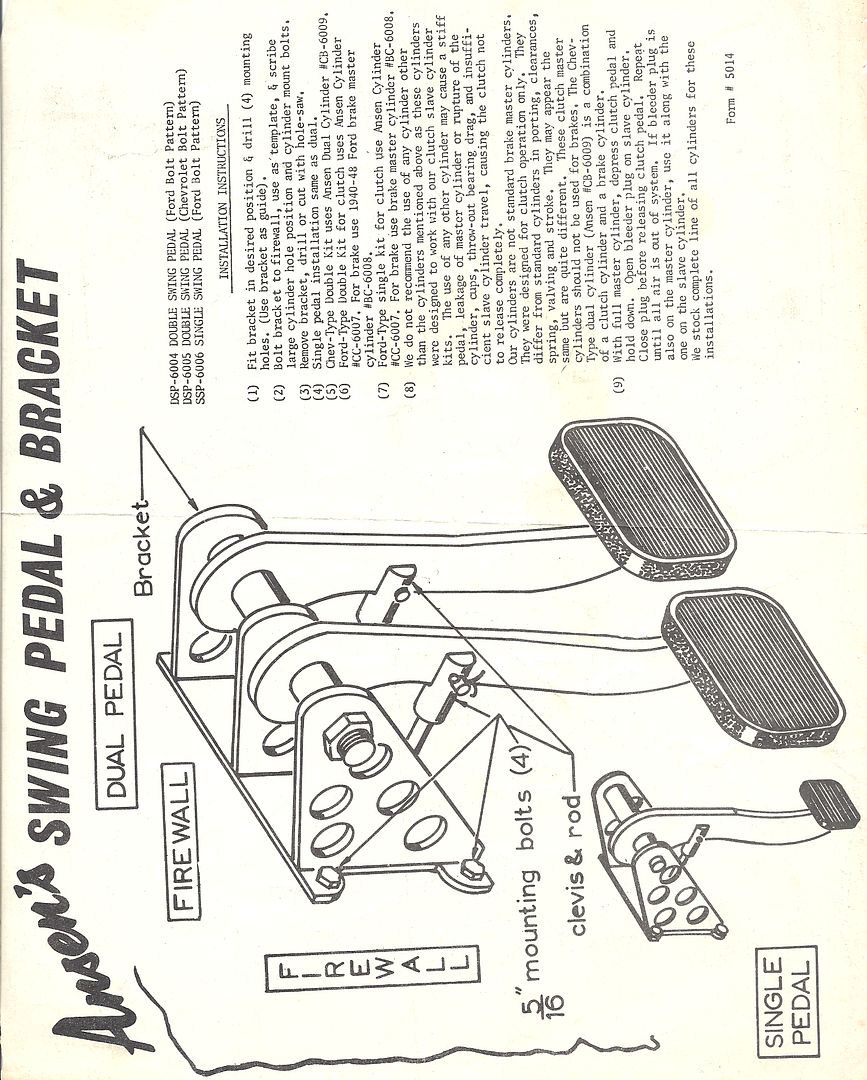 Ansen's SWING PEDAL & BRACKET
DSP-6004 DOUBLE SWING PEDAL (Ford Bolt Pattern)
DSP-6005 DOUBLE SWING PEDAL (Chevrolet Bolt Pattern)
SSP-6006 SINGLE SWING PEDAL (Ford Bolt Pattern)
INSTALLATION INSTRUCTIONS
(1) Fit bracket in desired position & drill (4) mounting
holes. (Use bracket as guide).
(2) Bolt bracket to firewall, use as template, & scribe
large cylinder hole position and cylinder mount bolts.
(3) Remove bracket, drill or cut with hole-saw.
(4) Single pedal installation same as dual.
(5) Chev-Type Double Kit uses Ansen Dual Cylinder #CB-6009.
(6) Ford-Type Double Kit for clutch uses Ansen Cylinder
#CC-6007. For brake use 1940-48 Ford brake master
cylinder #BC-6008.
(7) Ford-Type single kit for clutch use Ansen Cylinder
#CC-6007. For brake use brake master cylinder #BC-6008.
(8) We do not recommend the use of any cylinder other
than the cylinders mentioned above as these cylinders
were designed to work with our clutch slave cylinder
kits. The use of any other cylinder may cause a stiff
pedal, leakage of master cylinder or rupture of the
cylinder, cups, throw-out bearing drag, and insuffi-
cient slave cylinder travel, causing the clutch not
to release completely.
Our cylinders are not standard brake master cylinders.
They were designed for clutch operation only. They
differ from standard cylinders in porting, clearances,
spring, valving and stroke. They may appear the
same but are quite different. These clutch master
cylinders should not be used for brakes. The Chev-
Type dual cylinder (Ansen #CB-6009) is a combination
of a clutch cylinder and a brake cylinder.
(9) With full master cylinder, depress clutch pedal and
hold down. Open bleeder plug on slave cylinder.
Close plug before releasing clutch pedal. Repeat
until all air is out of system. If bleeder plug is
also on the master cylinder, use it along with the
one on the slave cylinder.
We stock complete line of all cylinders for these
installations.
Form # 5014
DUAL PEDAL
Bracket
FIREWALL
FIREWALL
5/16" mounting bolts (4)
clevis & rod
SINGLE
PEDAL